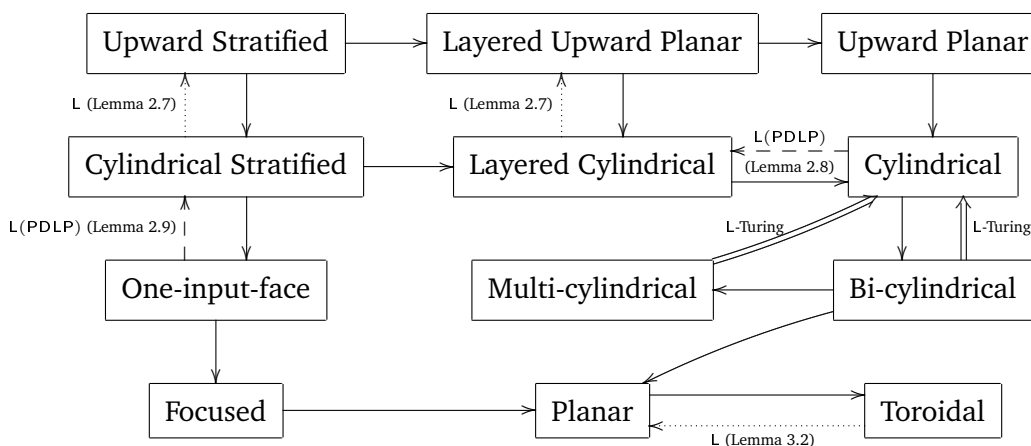 Upward Stratified
Layered Upward Planar
Upward Planar
L (Lemma 2.7)
L (Lemma 2.7)
Cylindrical Stratified
Layered Cylindrical
L(PDLP)
(Lemma 2.8)
Cylindrical
L(PDLP) (Lemma 2.9)
L-Turing
L-Turing
One-input-face
Multi-cylindrical
Bi-cylindrical
Focused
Planar
Toroidal
L (Lemma 3.2)